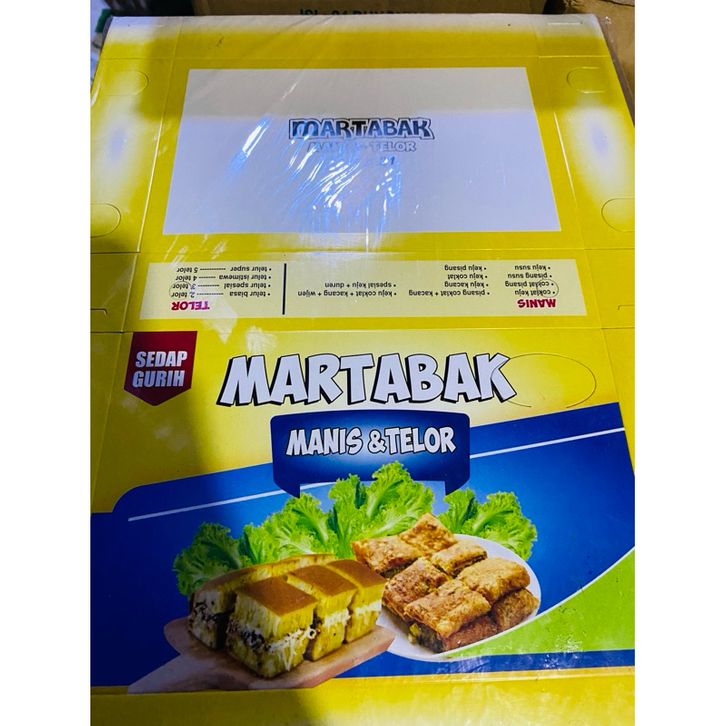 MARTABAK
MANIS & TELOR
MANIS
• coklat keju
• coklat pisang
• pisang susu
• keju susu
• pisang coklat + kacang
• keju kacang
• keju coklat
• keju pisang
• keju coklat + kacang + wijen
• spesial keju + duren
TELOR
• telur biasa ---------- 2 telor
• telur spesial -------- 3 telor
• telur istimewa ------ 4 telor
• telur super ---------- 5 telor
SEDAP
GURIH
MARTABAK
MANIS & TELOR